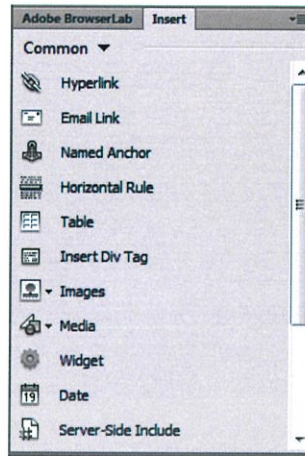 Adobe BrowserLab Insert
Common
Hyperlink
Email Link
Named Anchor
Horizontal Rule
Table
Insert Div Tag
Images
Media
Widget
19 Date
Server-Side Include